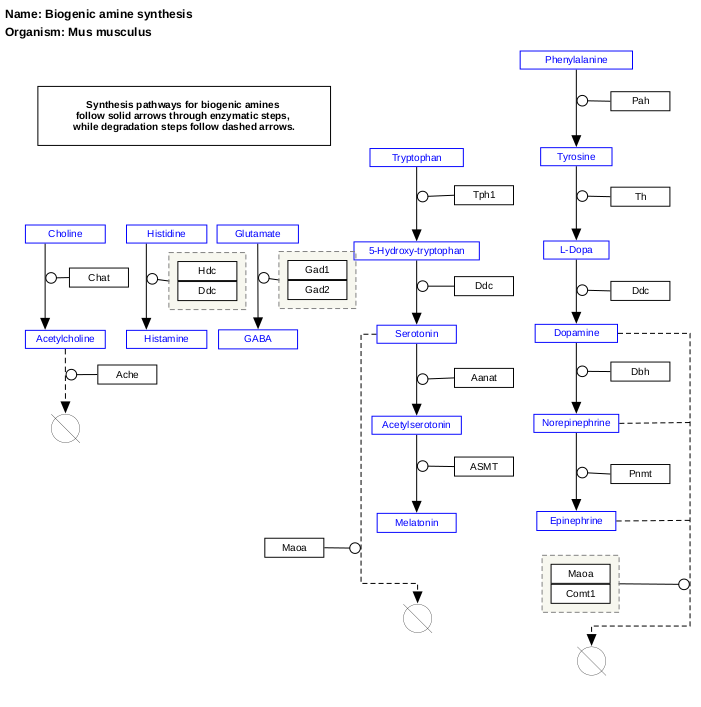 Name: Biogenic amine synthesis
Organism: Mus musculus
Synthesis pathways for biogenic amines
follow solid arrows through enzymatic steps,
while degradation steps follow dashed arrows.
Phenylalanine
Pah
Tryptophan
Tyrosine
Tph1
Th
Choline
Histidine
Glutamate
5-Hydroxy-tryptophan
L-Dopa
Chat
Hdc
Ddc
Gad1
Gad2
Ddc
Ddc
Acetylcholine
Histamine
GABA
Serotonin
Dopamine
Ache
Aanat
Dbh
Acetylserotonin
Norepinephrine
ASMT
Pnmt
Melatonin
Epinephrine
Maoa
Maoa
Comt1